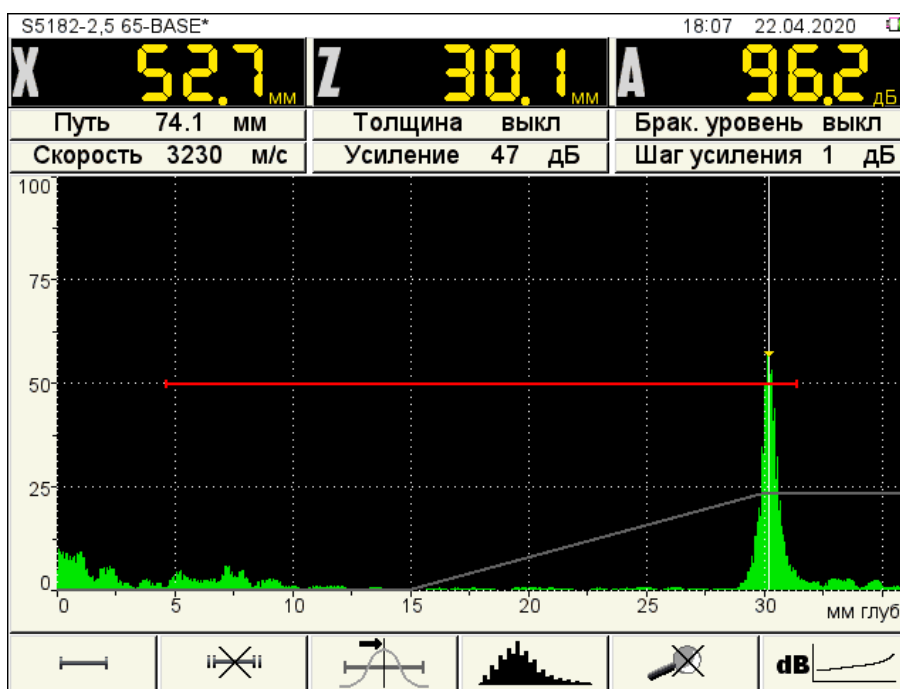 S5182-2,5 65-BASE* 18:07 22.04.2020
X 52.7 мм Z 30.1 мм A 96.2 дБ
Путь 74.1 мм Толщина выкл Брак. уровень выкл
Скорость 3230 м/с Усиление 47 дБ Шаг усиления 1 дБ
100
75
50
25
0
0 5 10 15 20 25 30 мм глуб
dB